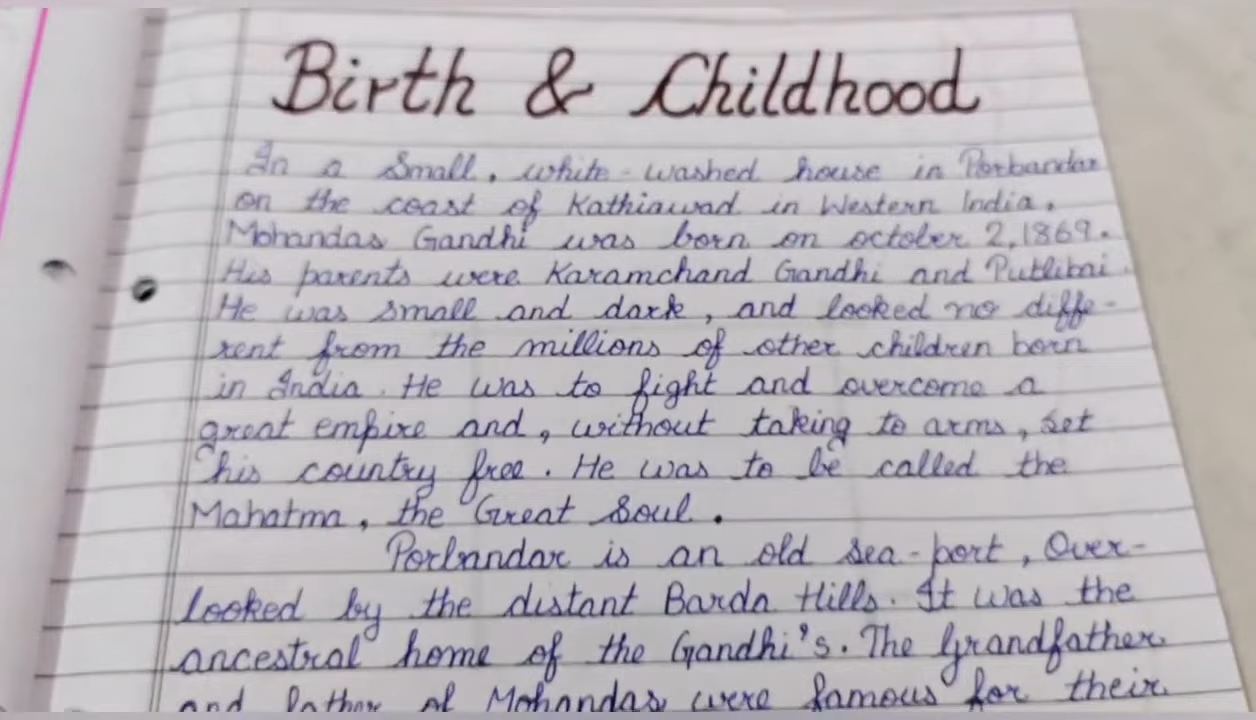 Birth & Childhood
In a small, white-washed house in Porbandar
on the coast of Kathiawad in Western India,
Mohandas Gandhi was born on october 2, 1869.
His parents were Karamchand Gandhi and Putlibai.
He was small and dark, and looked no diffe-
rent from the millions of other children born
in India. He was to fight and overcome a
great empire and, without taking to arms, set
his country free. He was to be called the
Mahatma, the Great Soul.
Porbandar is an old sea-port, Over-
looked by the distant Barda Hills. It was the
ancestral home of the Gandhi's. The Grandfather
and father of Mohandas were famous for their